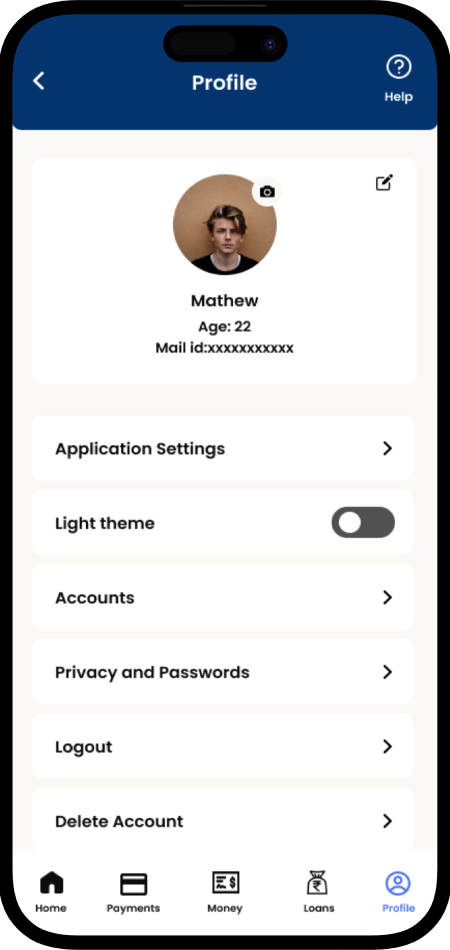 Profile
Help
Mathew
Age: 22
Mail id:xxxxxxxxxxx
Application Settings
Light theme
Accounts
Privacy and Passwords
Logout
Delete Account
Home
Payments
Money
Loans
Profile